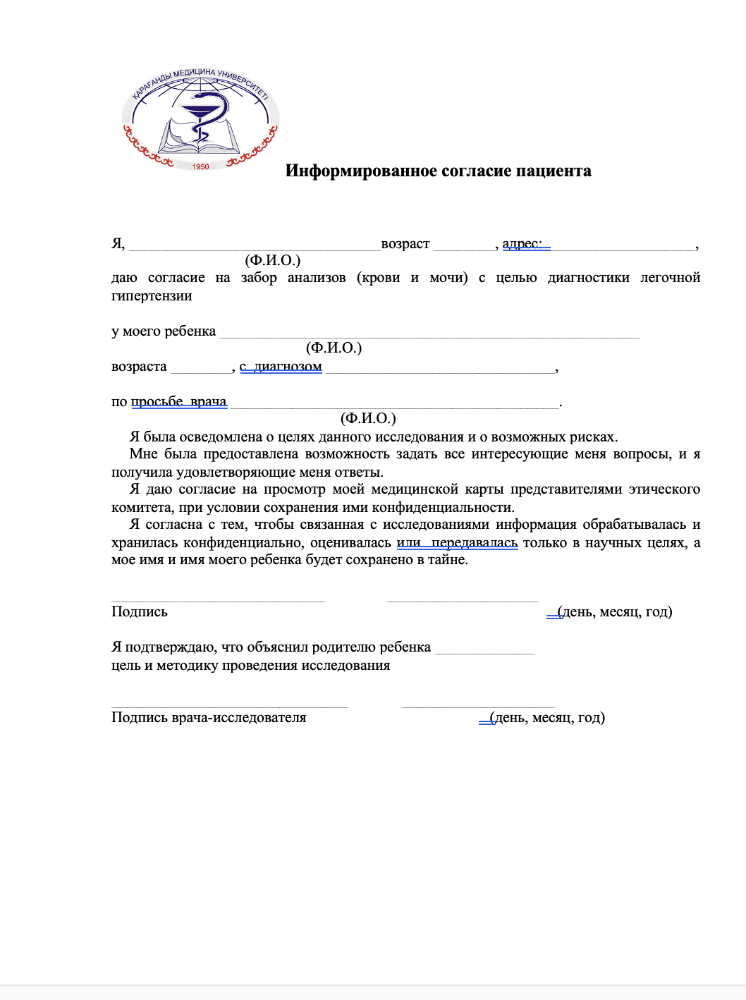 ҚАРАҒАНДЫ МЕДИЦИНА УНИВЕРСИТЕТІ
1950
Информированное согласие пациента
Я, _________________________________возраст ________, адрес:____________________,
(Ф.И.О.)
даю согласие на забор анализов (крови и мочи) с целью диагностики легочной
гипертензии
у моего ребенка _______________________________________________________
(Ф.И.О.)
возраста ________, с диагнозом ______________________________,
по просьбе врача ___________________________________________.
(Ф.И.О.)
Я была осведомлена о целях данного исследования и о возможных рисках.
Мне была предоставлена возможность задать все интересующие меня вопросы, и я
получила удовлетворяющие меня ответы.
Я даю согласие на просмотр моей медицинской карты представителями этического
комитета, при условии сохранения ими конфиденциальности.
Я согласна с тем, чтобы связанная с исследованиями информация обрабатывалась и
хранилась конфиденциально, оценивалась или передавалась только в научных целях, а
мое имя и имя моего ребенка будет сохранено в тайне.
____________________________ ____________________
Подпись (день, месяц, год)
Я подтверждаю, что объяснил родителю ребенка _____________
цель и методику проведения исследования
_______________________________ ____________________
Подпись врача-исследователя (день, месяц, год)